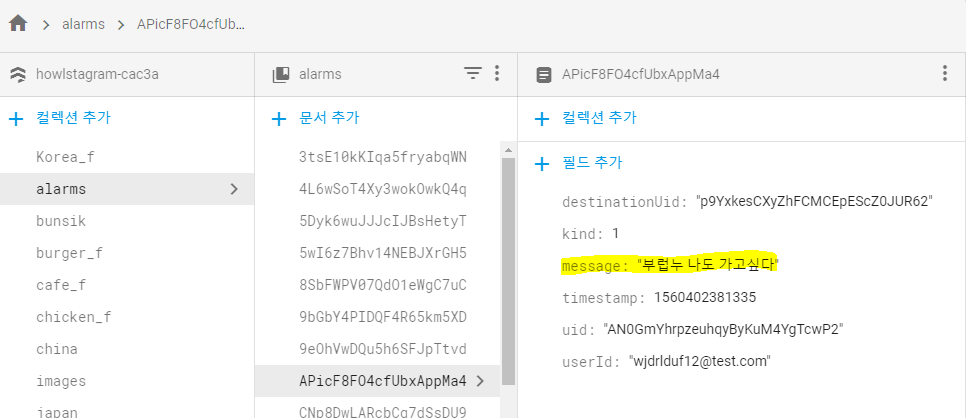 alarms > APicF8FO4cfUb...
howlstagram-cac3a
alarms
APicF8FO4cfUbxAppMa4
컬렉션 추가
문서 추가
컬렉션 추가
Korea_f
alarms
bunsik
burger_f
cafe_f
chicken_f
china
images
japan
3tsE10kKIqa5fryabqWN
4L6wSoT4Xy3wokOwkQ4q
5Dyk6wuJJJcIJBsHetyT
5wI6z7Bhv14NEBJXrGH5
8SbFWPV07QdO1eWgC7uC
9bGbY4PIDQF4R65km5XD
9eOhVwDQu5h6SFJpTtvd
APicF8FO4cfUbxAppMa4
CNp8DwLARcbCg7dSsDU9
필드 추가
destinationUid: "p9YxkesCXyZhFCMCEpEScZ0JUR62"
kind: 1
message: "부럽누 나도 가고싶다"
timestamp: 1560402381335
uid: "AN0GmYhrpzeuhqyByKuM4YgTcwP2"
userId: "wjdrlduf12@test.com"